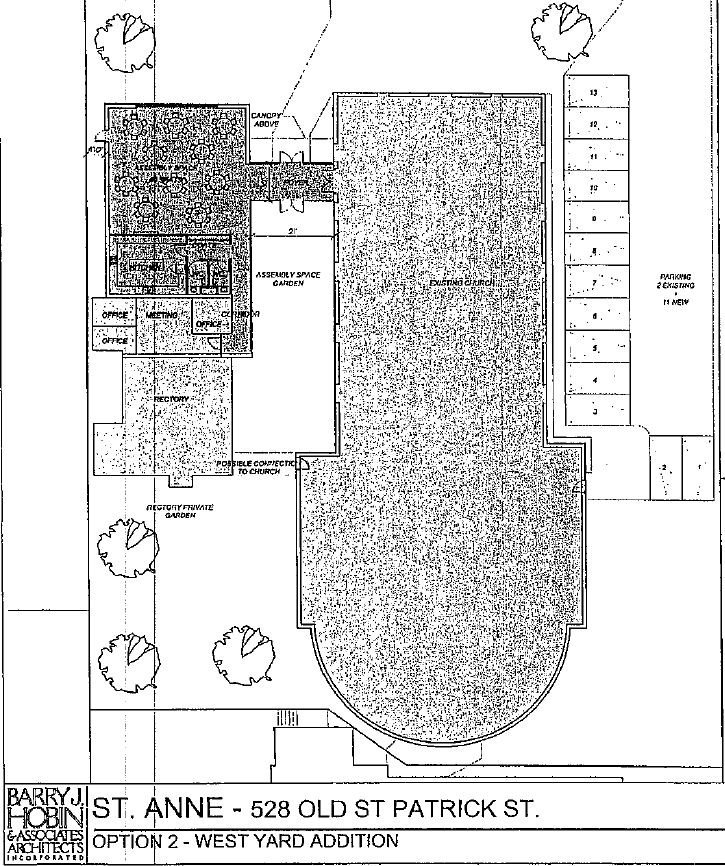 CANOPY
ABOVE
13
12
11
10
9
8
7
6
5
4
3
2
1
PARKING
2 EXISTING
+
11 NEW
21'
ASSEMBLY SPACE
GARDEN
EXISTING CHURCH
KITCHEN
OFFICE
MEETING
OFFICE
CORRIDOR
OFFICE
RECTORY
POSSIBLE CONNECTION
TO CHURCH
RECTORY PRIVATE
GARDEN
BARRY J.
HOBIN
& ASSOCIATES
ARCHITECTS
INCORPORATED
ST. ANNE - 528 OLD ST PATRICK ST.
OPTION 2 - WEST YARD ADDITION